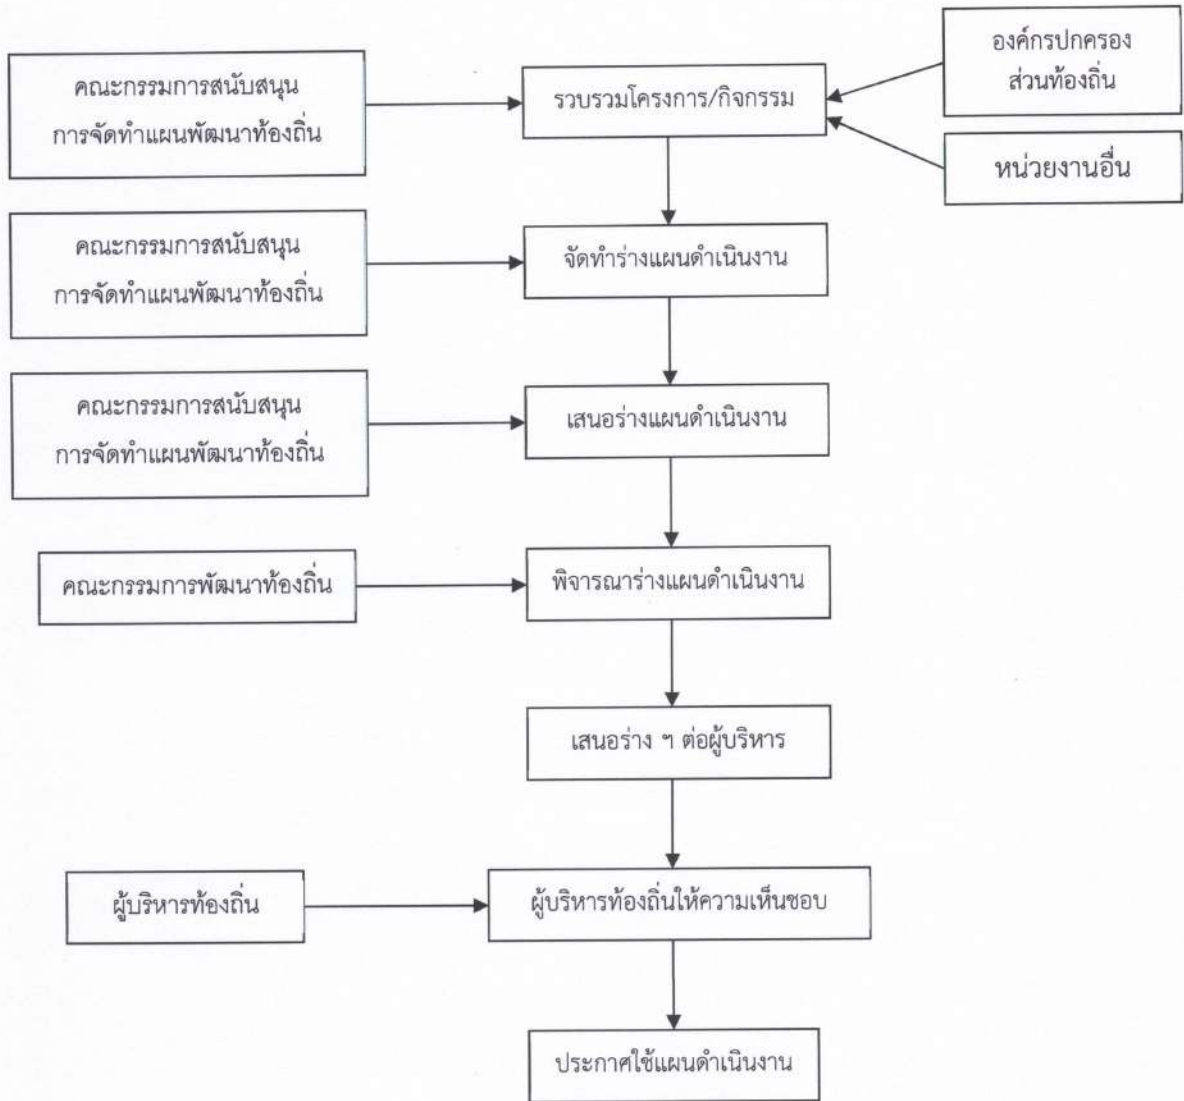 องค์กรปกครอง
ส่วนท้องถิ่น
คณะกรรมการสนับสนุน
การจัดทำแผนพัฒนาท้องถิ่น
รวบรวมโครงการ/กิจกรรม
หน่วยงานอื่น
คณะกรรมการสนับสนุน
การจัดทำแผนพัฒนาท้องถิ่น
จัดทำร่างแผนดำเนินงาน
คณะกรรมการสนับสนุน
การจัดทำแผนพัฒนาท้องถิ่น
เสนอร่างแผนดำเนินงาน
คณะกรรมการพัฒนาท้องถิ่น
พิจารณาร่างแผนดำเนินงาน
เสนอร่าง ฯ ต่อผู้บริหาร
ผู้บริหารท้องถิ่น
ผู้บริหารท้องถิ่นให้ความเห็นชอบ
ประกาศใช้แผนดำเนินงาน